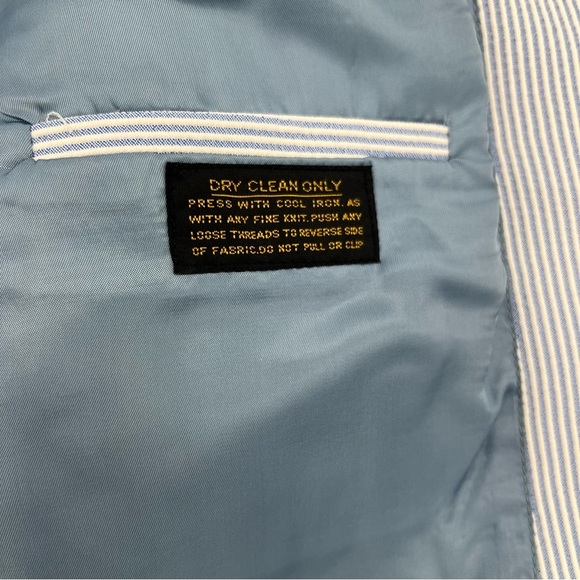 DRY CLEAN ONLY
PRESS WITH COOL IRON. AS
WITH ANY FINE KNIT. PUSH ANY
LOOSE THREADS TO REVERSE SIDE
OF FABRIC.DO NOT PULL OR CLIP